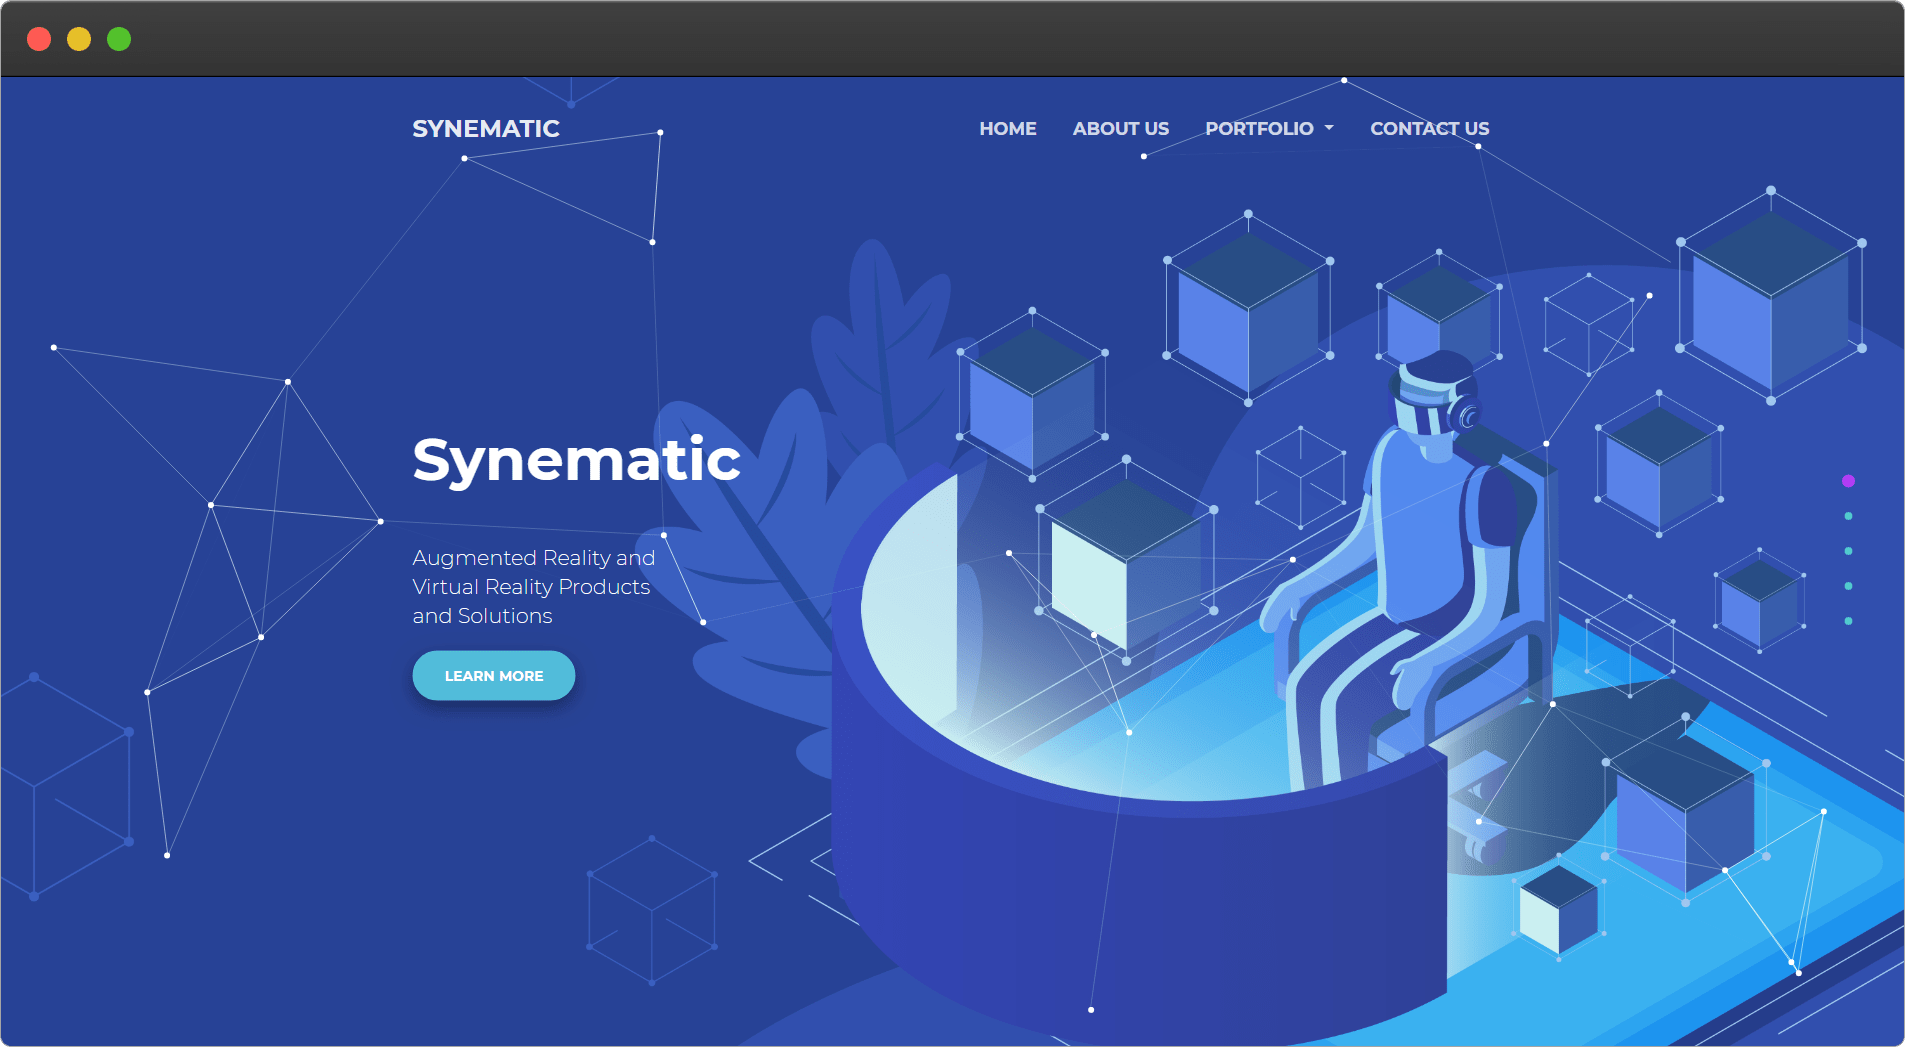 SYNEMATIC
HOME ABOUT US PORTFOLIO CONTACT US
Synematic
Augmented Reality and
Virtual Reality Products
and Solutions
LEARN MORE